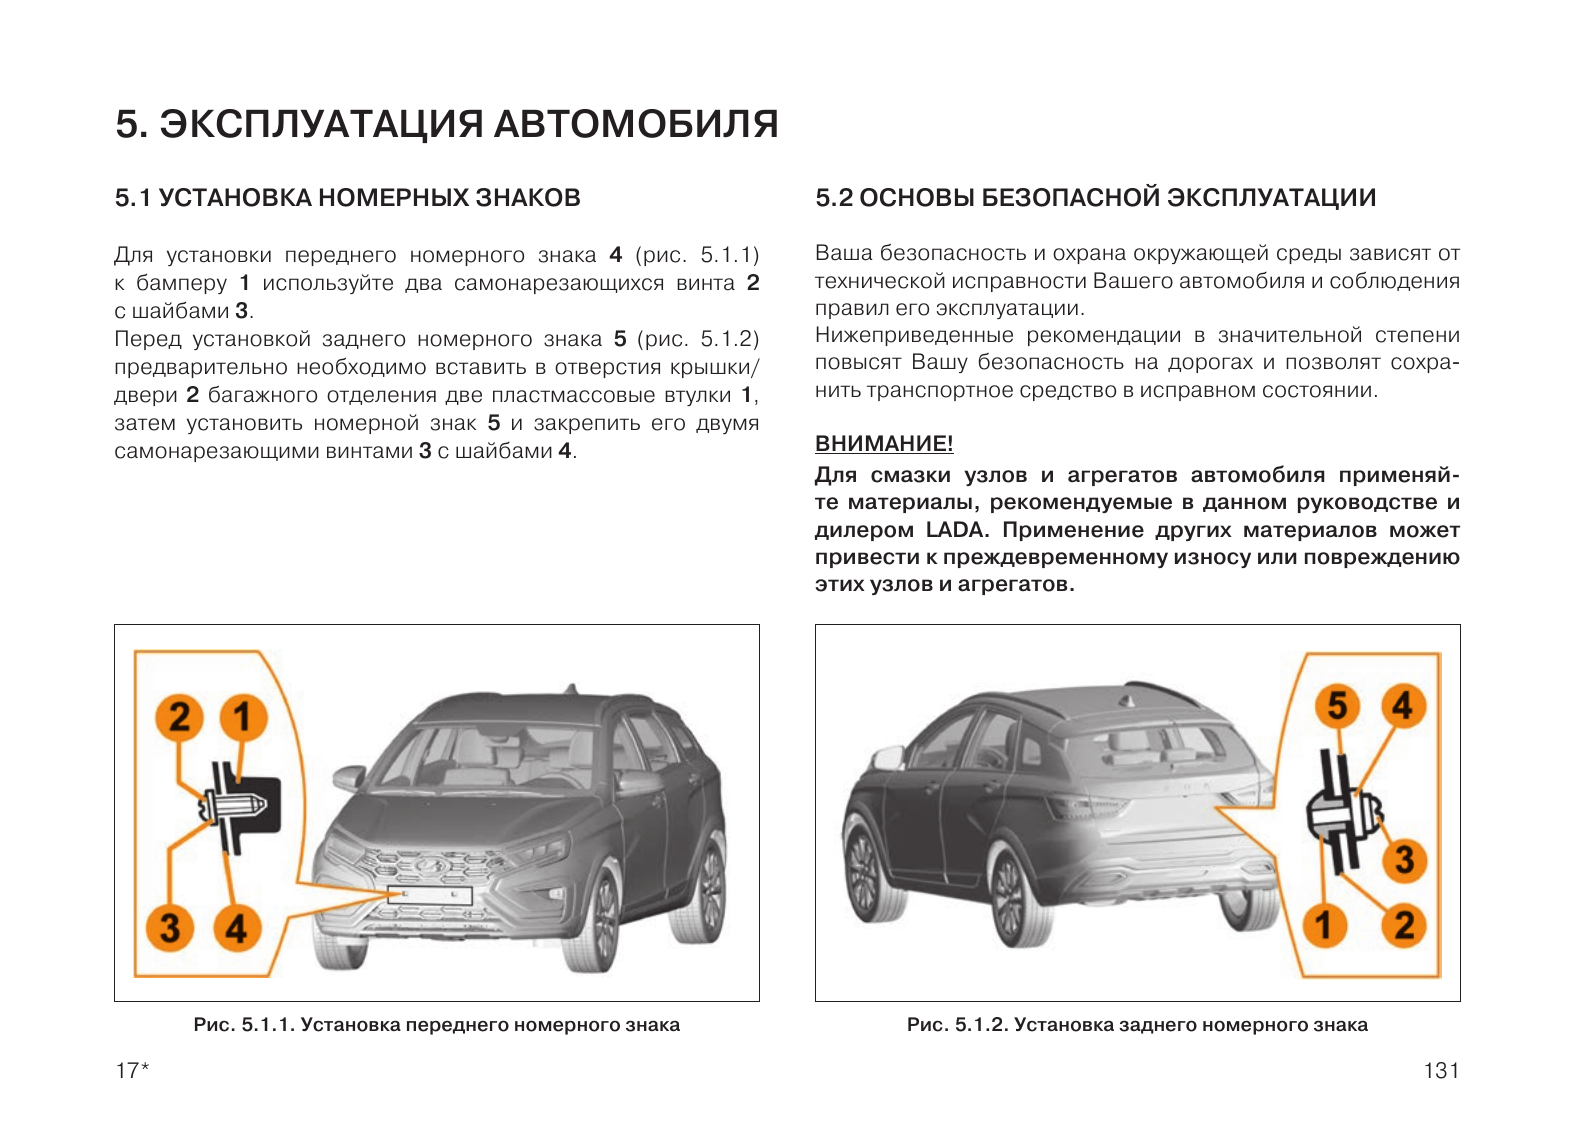 5. ЭКСПЛУАТАЦИЯ АВТОМОБИЛЯ
5.1 УСТАНОВКА НОМЕРНЫХ ЗНАКОВ
Для установки переднего номерного знака 4 (рис. 5.1.1)
к бамперу 1 используйте два самонарезающихся винта 2
с шайбами 3.
Перед установкой заднего номерного знака 5 (рис. 5.1.2)
предварительно необходимо вставить в отверстия крышки/
двери 2 багажного отделения две пластмассовые втулки 1,
затем установить номерной знак 5 и закрепить его двумя
самонарезающими винтами 3 с шайбами 4.
2 1
3 4
Рис. 5.1.1. Установка переднего номерного знака
5.2 ОСНОВЫ БЕЗОПАСНОЙ ЭКСПЛУАТАЦИИ
Ваша безопасность и охрана окружающей среды зависят от
технической исправности Вашего автомобиля и соблюдения
правил его эксплуатации.
Нижеприведенные рекомендации в значительной степени
повысят Вашу безопасность на дорогах и позволят сохра-
нить транспортное средство в исправном состоянии.
ВНИМАНИЕ!
Для смазки узлов и агрегатов автомобиля применяй-
те материалы, рекомендуемые в данном руководстве и
дилером LADA. Применение других материалов может
привести к преждевременному износу или повреждению
этих узлов и агрегатов.
5 4
3
1 2
Рис. 5.1.2. Установка заднего номерного знака
17*
131